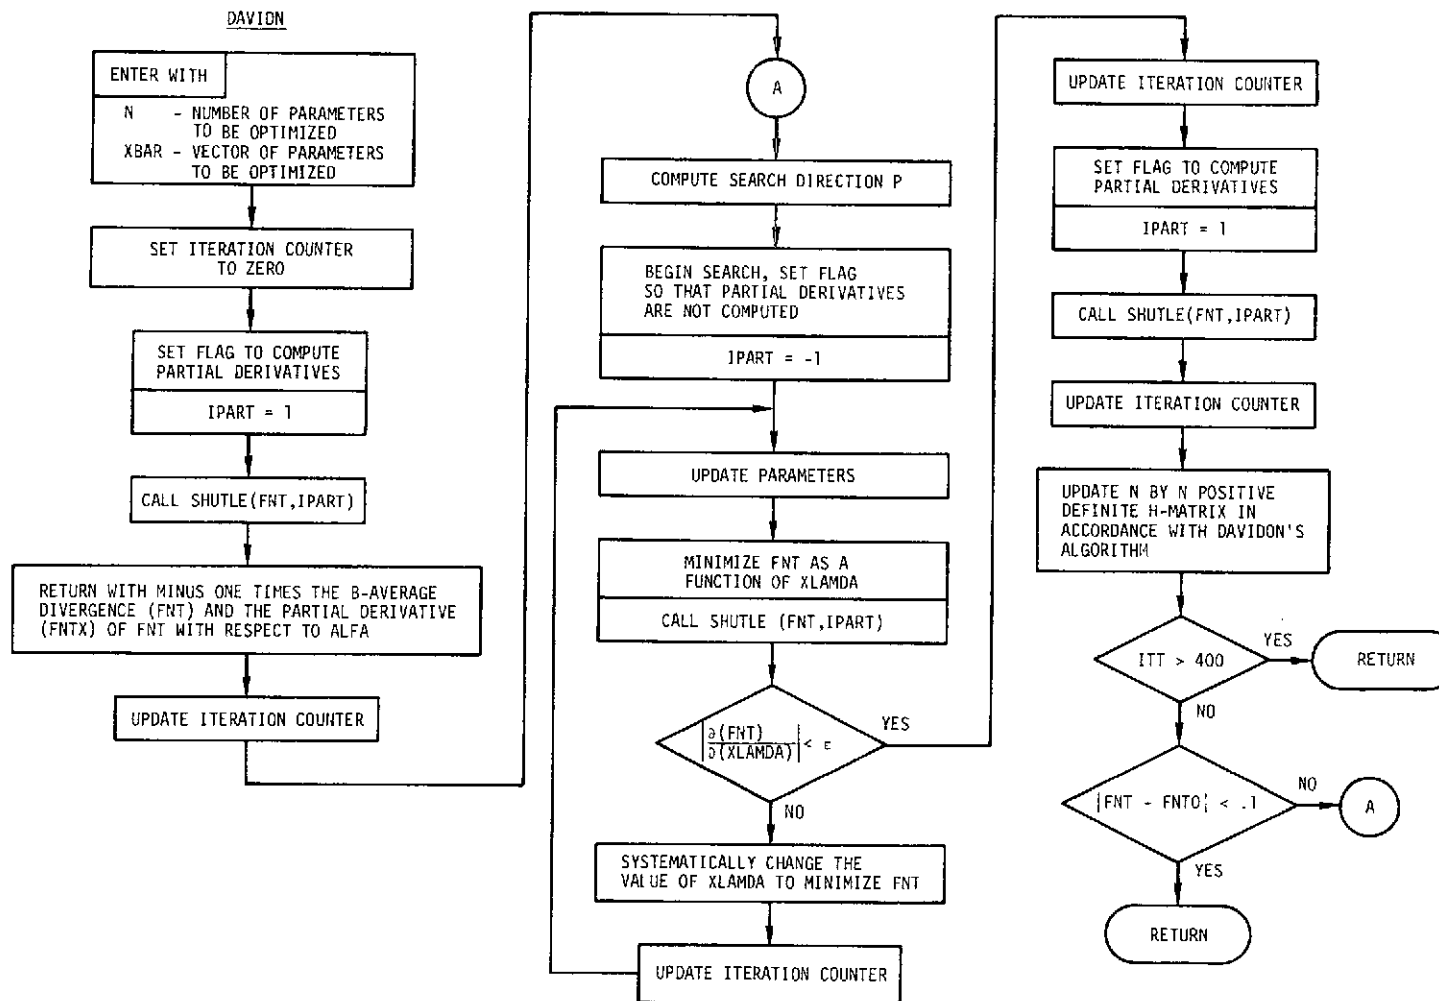 DAVIDN
ENTER WITH
N - NUMBER OF PARAMETERS
TO BE OPTIMIZED
XBAR - VECTOR OF PARAMETERS
TO BE OPTIMIZED
SET ITERATION COUNTER
TO ZERO
SET FLAG TO COMPUTE
PARTIAL DERIVATIVES
IPART = 1
CALL SHUTLE(FNT,IPART)
RETURN WITH MINUS ONE TIMES THE B-AVERAGE
DIVERGENCE (FNT) AND THE PARTIAL DERIVATIVE
(FNTX) OF FNT WITH RESPECT TO ALFA
UPDATE ITERATION COUNTER
A
COMPUTE SEARCH DIRECTION P
BEGIN SEARCH, SET FLAG
SO THAT PARTIAL DERIVATIVES
ARE NOT COMPUTED
IPART = -1
UPDATE PARAMETERS
MINIMIZE FNT AS A
FUNCTION OF XLAMDA
CALL SHUTLE (FNT,IPART)
|∂(FNT)/∂(XLAMDA)| < ε
YES
NO
SYSTEMATICALLY CHANGE THE
VALUE OF XLAMDA TO MINIMIZE FNT
UPDATE ITERATION COUNTER
UPDATE ITERATION COUNTER
SET FLAG TO COMPUTE
PARTIAL DERIVATIVES
IPART = 1
CALL SHUTLE(FNT,IPART)
UPDATE ITERATION COUNTER
UPDATE N BY N POSITIVE
DEFINITE H-MATRIX IN
ACCORDANCE WITH DAVIDON'S
ALGORITHM
ITT > 400
YES
RETURN
NO
|FNT - FNTO| < .1
NO
A
YES
RETURN